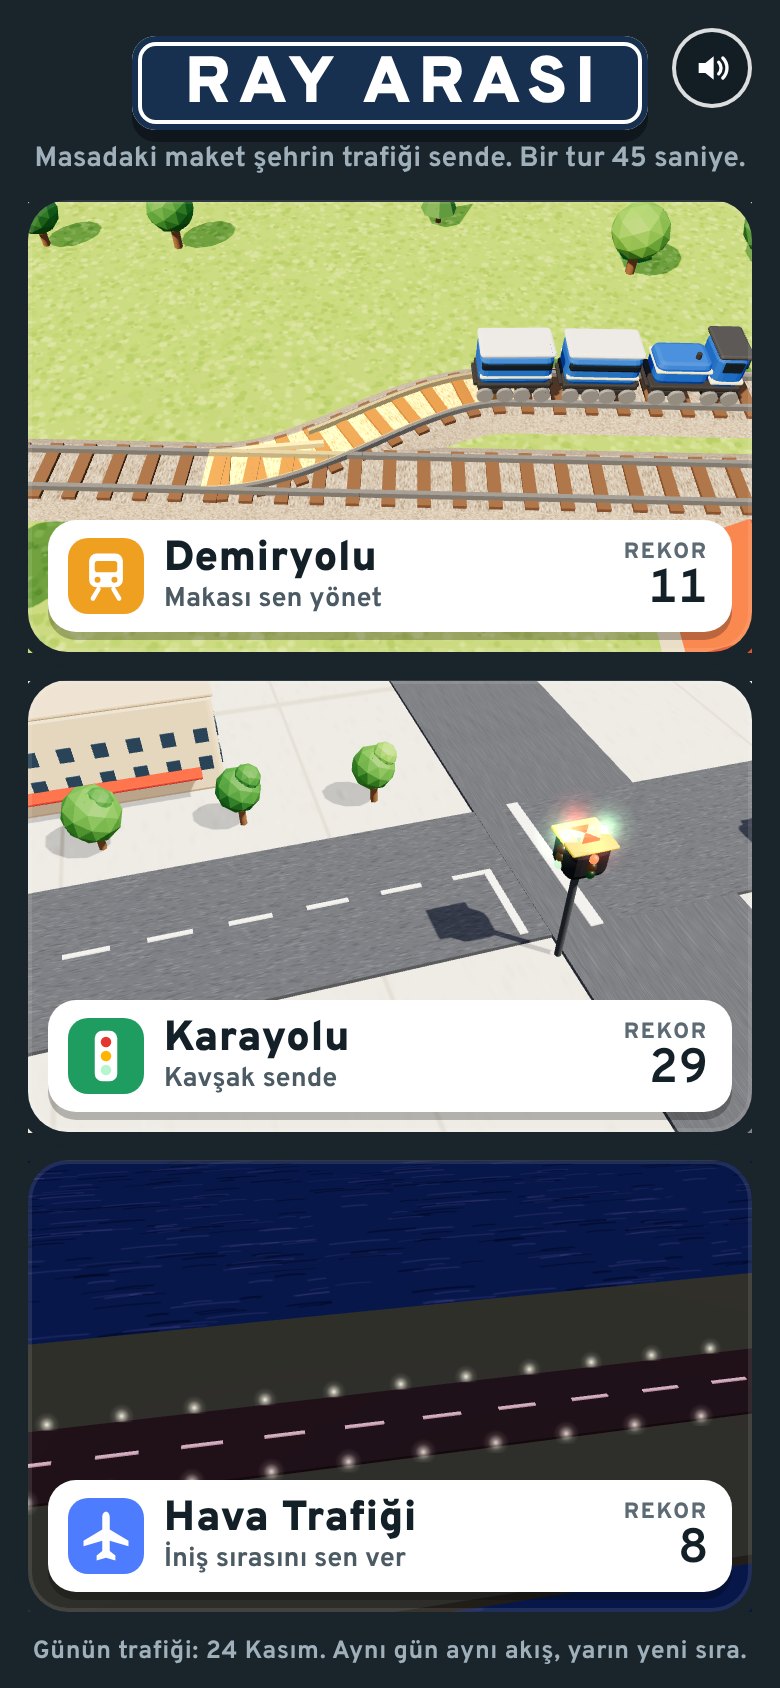 RAY ARASI
Masadaki maket şehrin trafiği sende. Bir tur 45 saniye.
Demiryolu
Makası sen yönet
REKOR
11
Karayolu
Kavşak sende
REKOR
29
Hava Trafiği
İniş sırasını sen ver
REKOR
8
Günün trafiği: 24 Kasım. Aynı gün aynı akış, yarın yeni sıra.